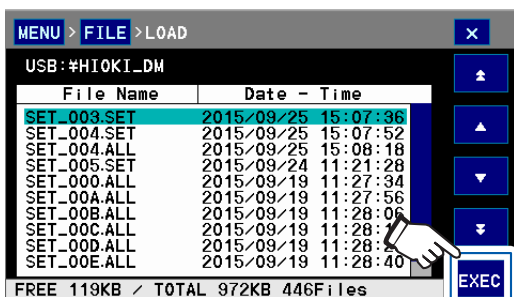 MENU > FILE >LOAD
×
USB:¥HIOKI_DM
File Name Date - Time
SET_003.SET 2015/09/25 15:07:36
SET_004.SET 2015/09/25 15:07:52
SET_004.ALL 2015/09/25 15:08:18
SET_005.SET 2015/09/24 11:21:28
SET_000.ALL 2015/09/19 11:27:34
SET_00A.ALL 2015/09/19 11:27:56
SET_00B.ALL 2015/09/19 11:28:06
SET_00C.ALL 2015/09/19
SET_00D.ALL 2015/09/19
SET_00E.ALL 2015/09/19 11:28:40
EXEC
FREE 119KB / TOTAL 972KB 446Files